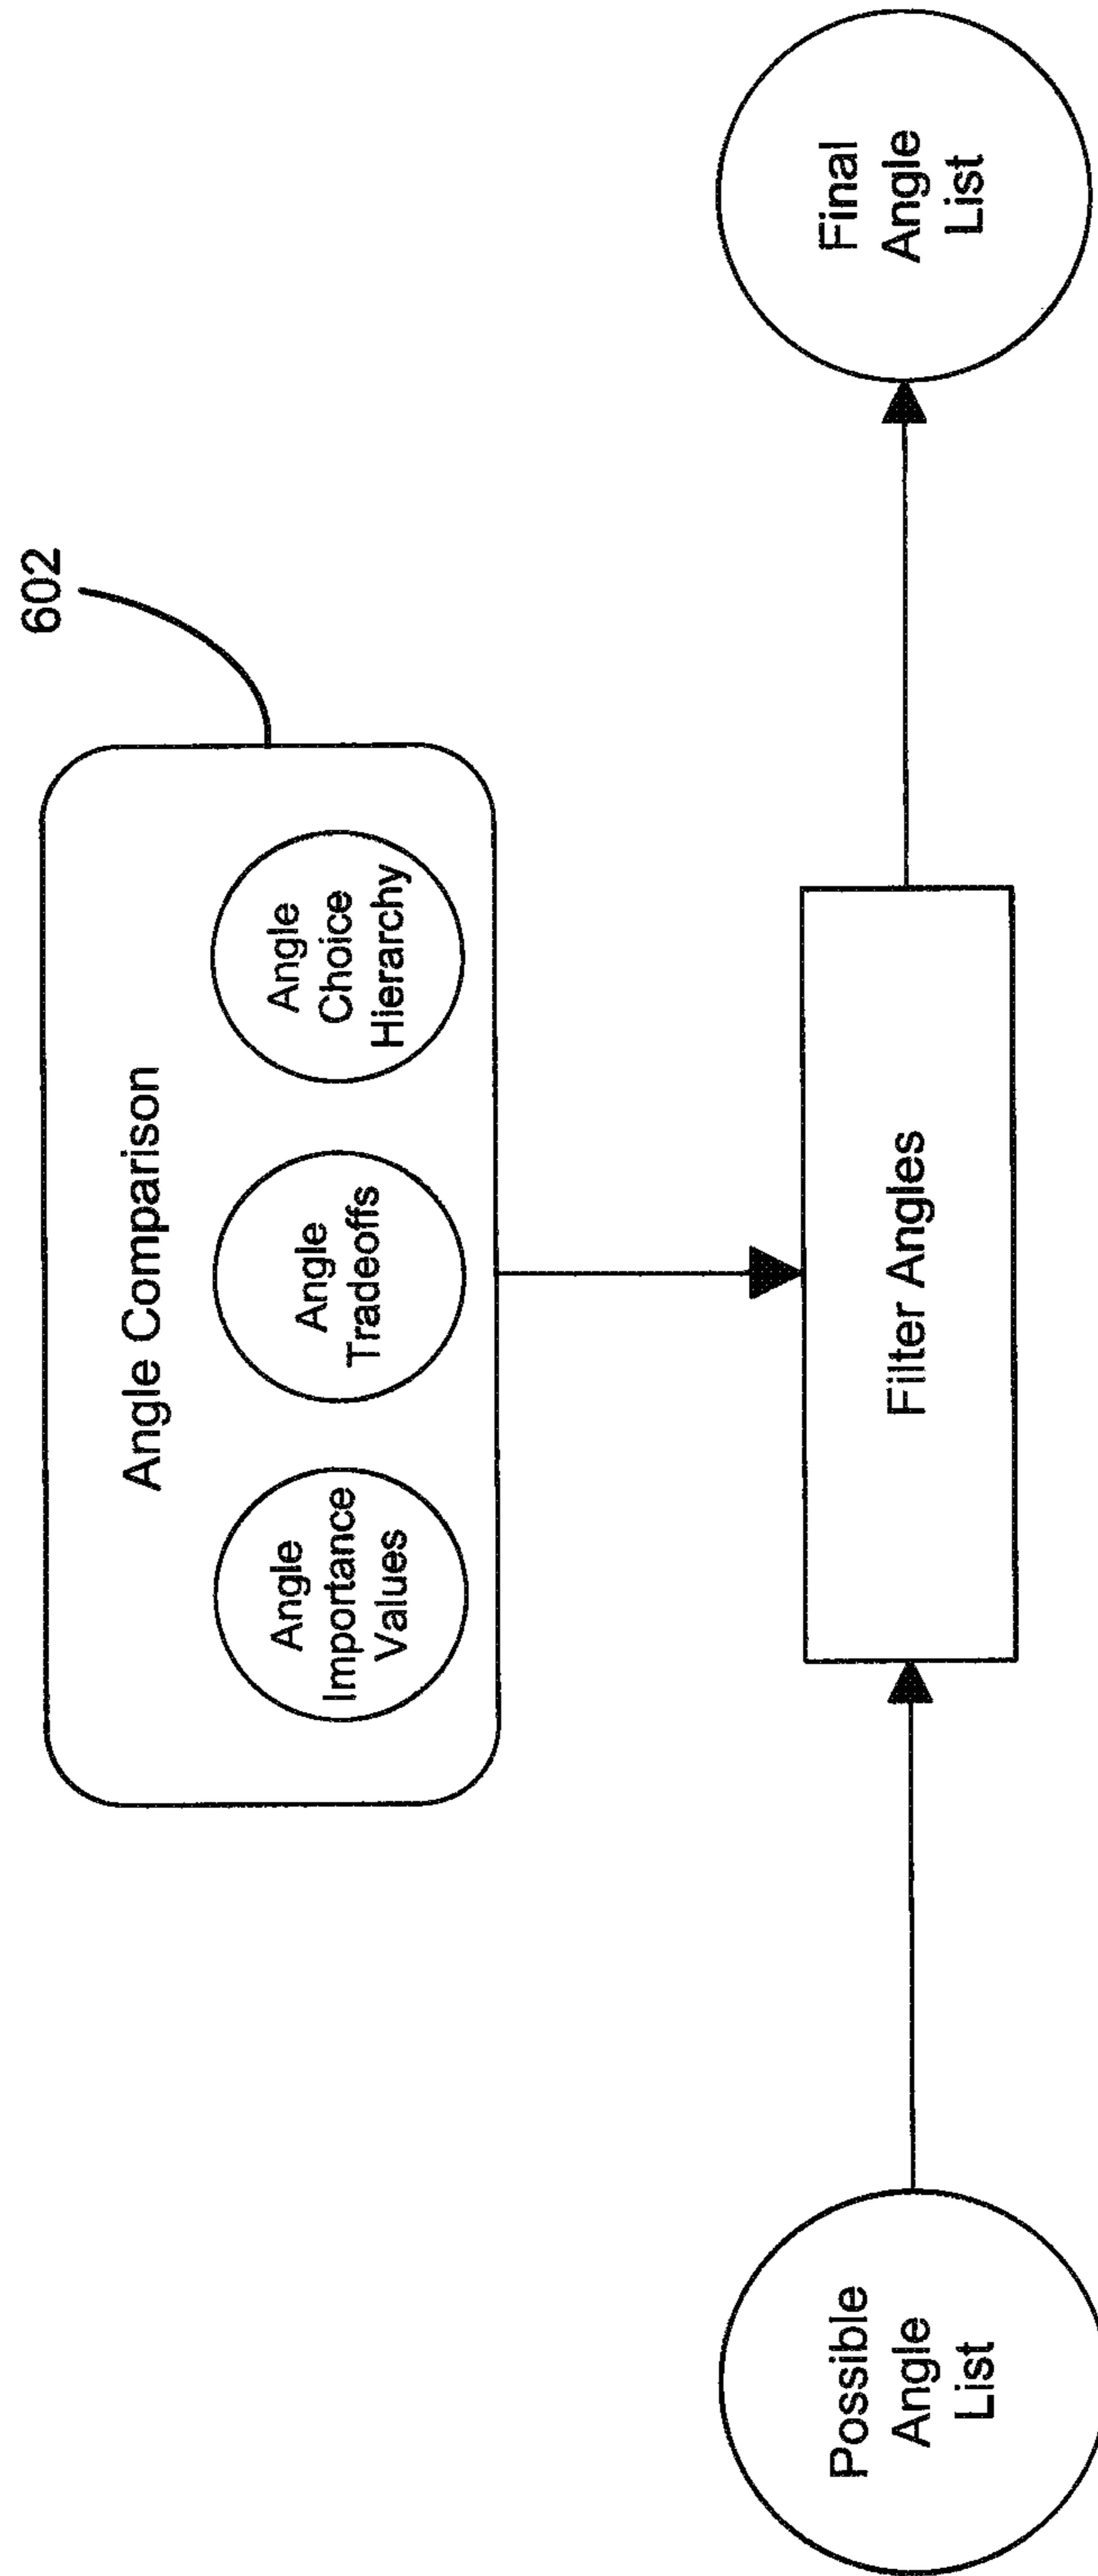 602
Angle Comparison
Angle
Importance
Values
Angle
Tradeoffs
Angle
Choice
Hierarchy
Possible
Angle
List
Filter Angles
Final
Angle
List